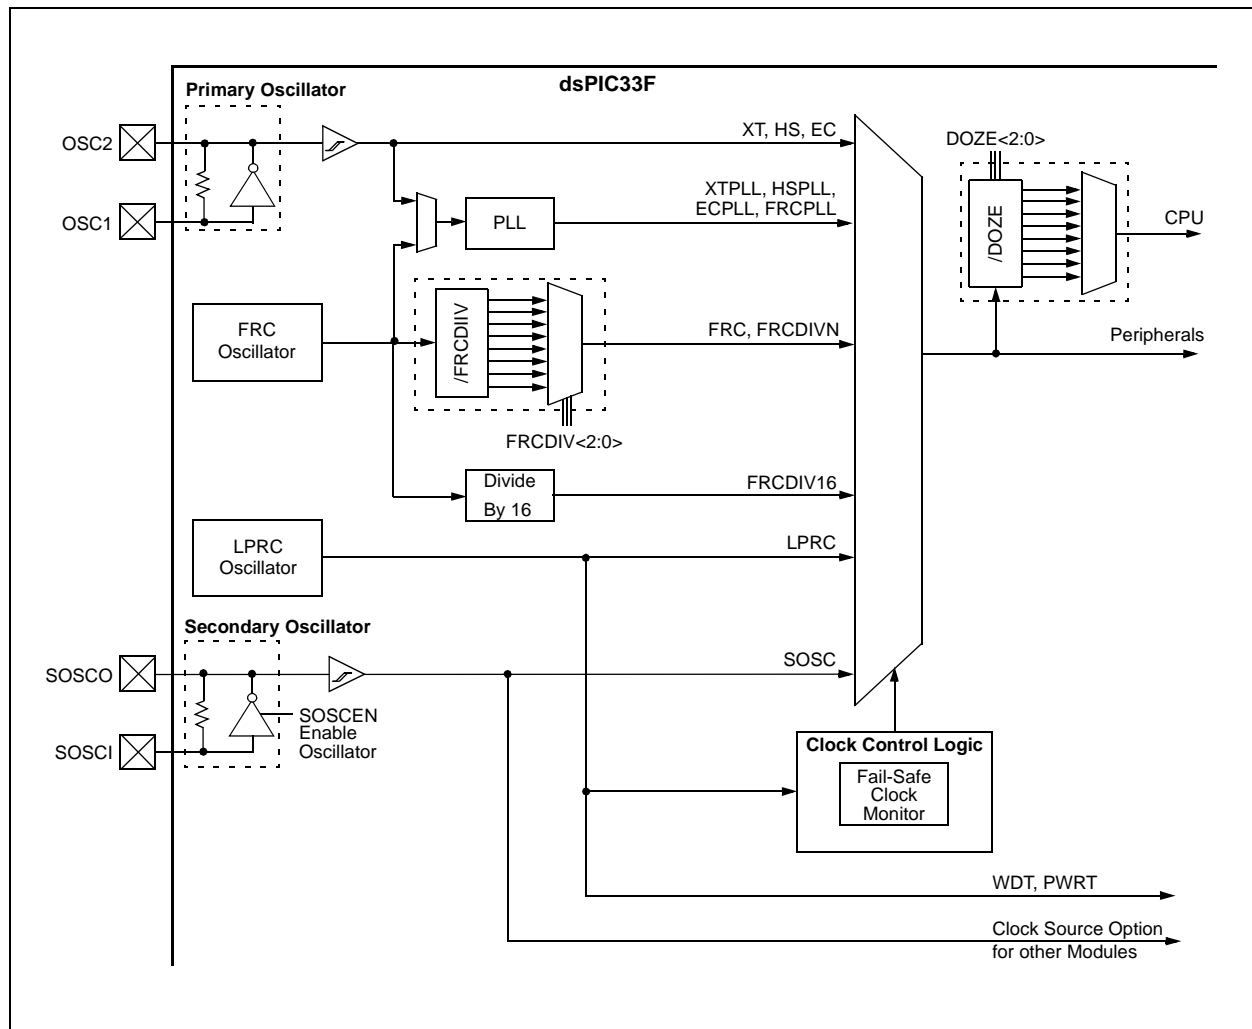 dsPIC33F
Primary Oscillator
OSC2
OSC1
XT, HS, EC
XTPLL, HSPLL,
ECPLL, FRCPLL
PLL
DOZE<2:0>
/DOZE
CPU
Peripherals
FRC
Oscillator
/FRCDIIV
FRCDIV<2:0>
FRC, FRCDIVN
Divide
By 16
FRCDIV16
LPRC
Oscillator
LPRC
Secondary Oscillator
SOSCO
SOSCI
SOSCEN
Enable
Oscillator
SOSC
Clock Control Logic
Fail-Safe
Clock
Monitor
WDT, PWRT
Clock Source Option
for other Modules